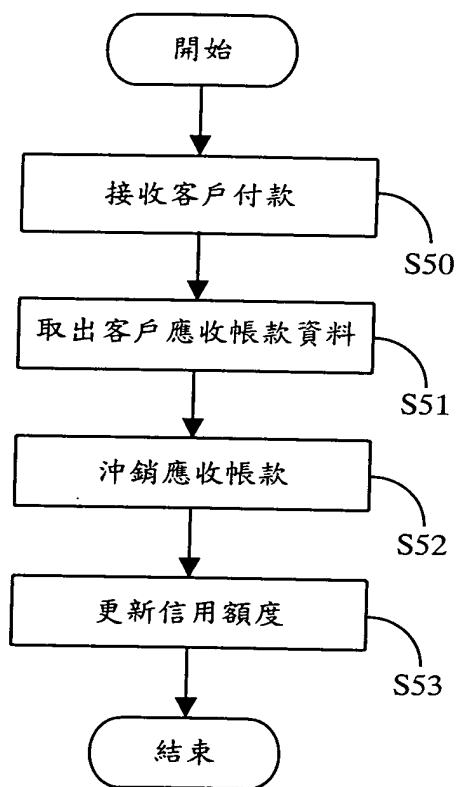 開始
接收客戶付款
S50
取出客戶應收帳款資料
S51
沖銷應收帳款
S52
更新信用額度
S53
結束